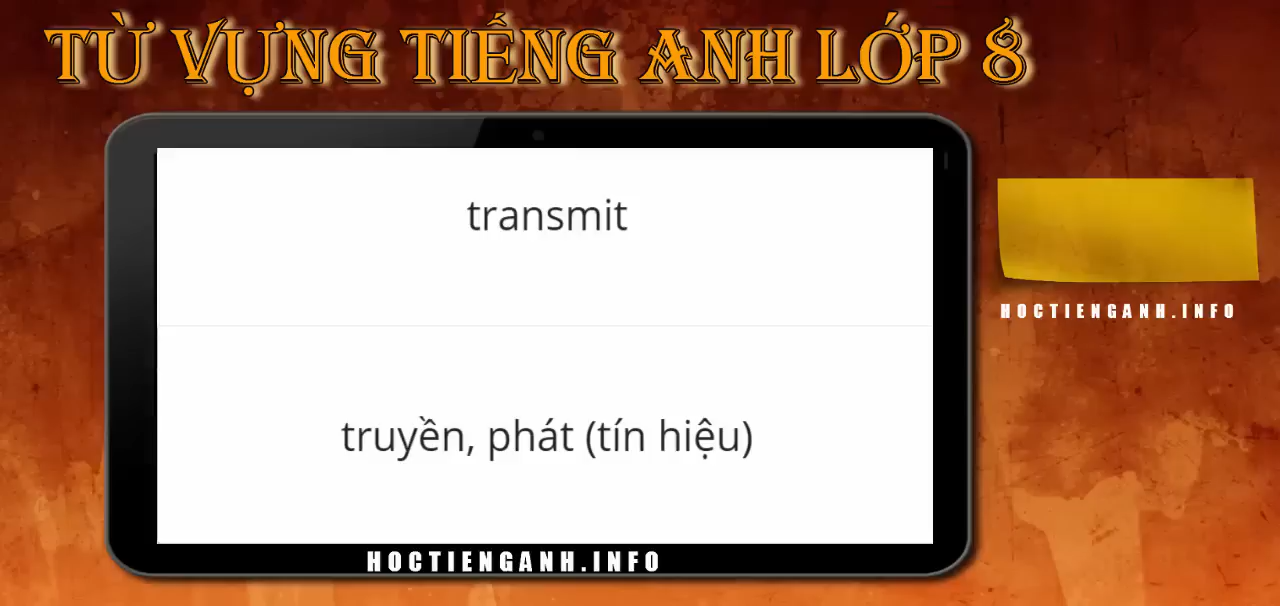 TỪ VỰNG TIẾNG ANH LỚP 8
transmit
HOCTIENGANH.INFO
truyền, phát (tín hiệu)
HOCTIENGANH.INFO